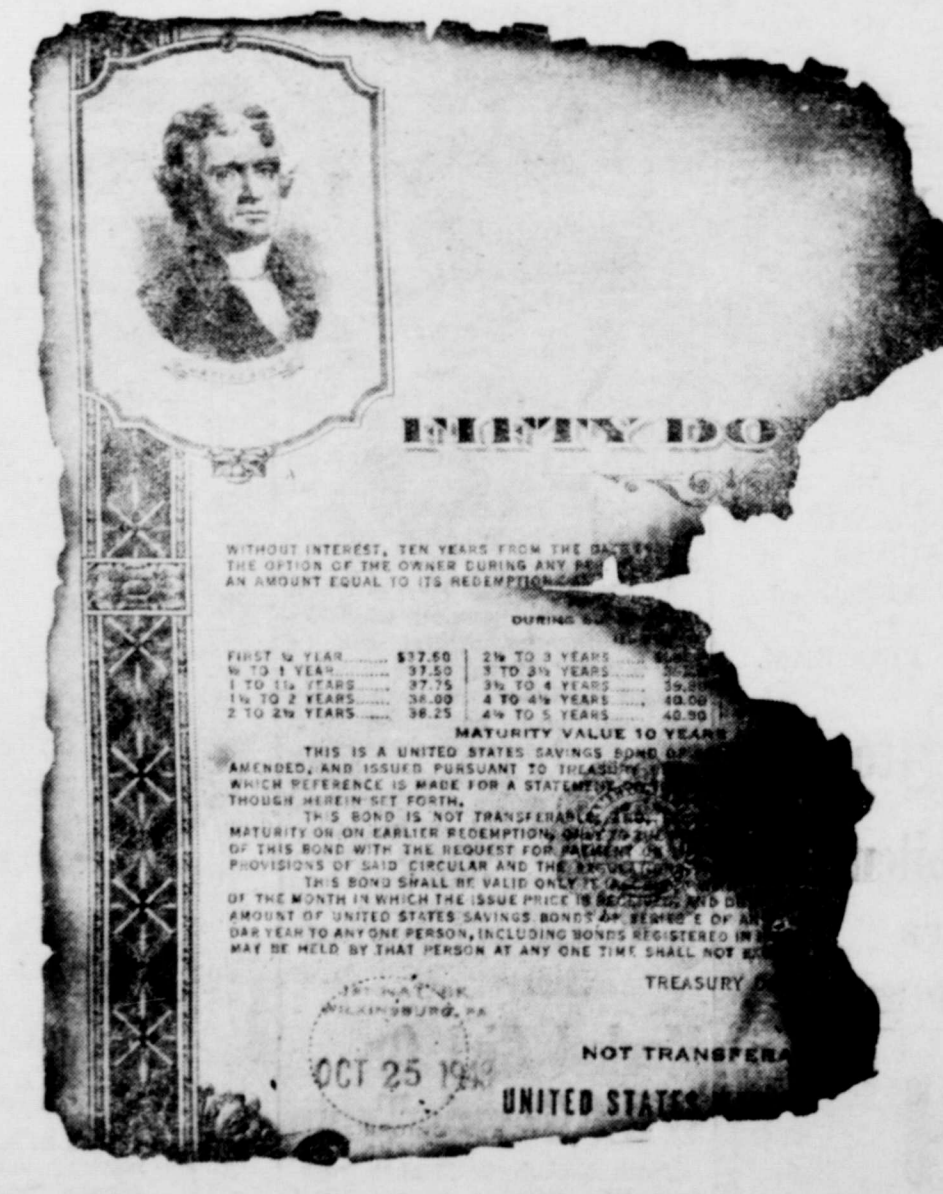 FIFTY DO
WITHOUT INTEREST, TEN YEARS FROM THE
THE OPTION OF THE OWNER DURING ANY
AN AMOUNT EQUAL TO ITS REDEMPTION
DURING
FIRST ½ YEAR........ $37.50 2½ TO 3 YEARS.....
½ TO 1 YEAR........ 37.50 3 TO 3½ YEARS.....
1 TO 1½ YEARS..... 37.75 3½ TO 4 YEARS.....
1½ TO 2 YEARS..... 38.00 4 TO 4½ YEARS..... 40.00
2 TO 2½ YEARS..... 38.25 4½ TO 5 YEARS..... 40.50
MATURITY VALUE 10 YEARS
THIS IS A UNITED STATES SAVINGS BOND OF
AMENDED, AND ISSUED PURSUANT TO TREASURY
WHICH REFERENCE IS MADE FOR A STATEMENT
THOUGH HEREIN SET FORTH.
THIS BOND IS NOT TRANSFERABLE,
MATURITY OR ON EARLIER REDEMPTION, ONLY TO THE
OF THIS BOND WITH THE REQUEST FOR PAYMENT
PROVISIONS OF SAID CIRCULAR AND THE
THIS BOND SHALL BE VALID ONLY IF
OF THE MONTH IN WHICH THE ISSUE PRICE IS RECEIVED, AND
AMOUNT OF UNITED STATES SAVINGS BONDS OF SERIES E OF
DAR YEAR TO ANY ONE PERSON, INCLUDING BONDS REGISTERED IN
MAY BE HELD BY THAT PERSON AT ANY ONE TIME SHALL NOT
TREASURY
WILKINSBURG, PA
OCT 25
NOT TRANSFERA
UNITED STATES